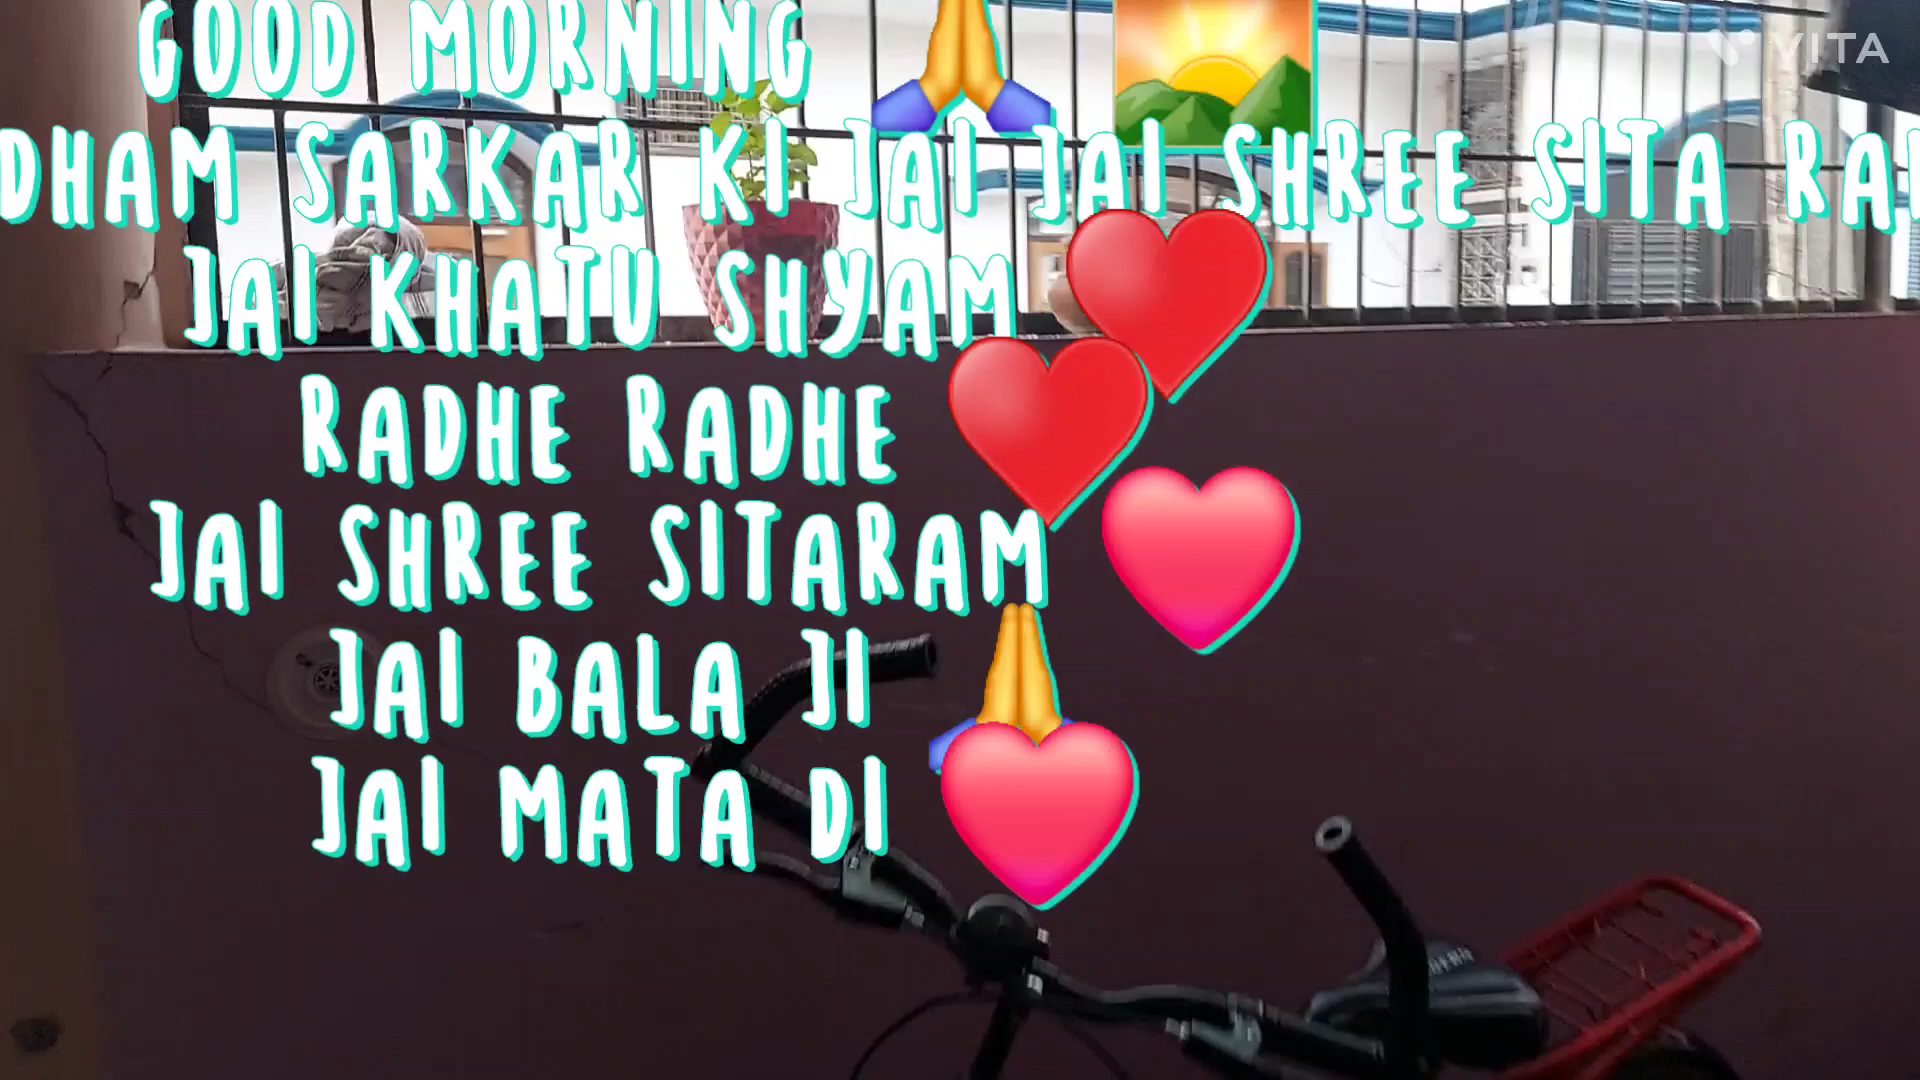 GOOD MORNING 🙏 🌄
VITA
DHAM SARKAR KI JAI JAI SHREE SITA
JAI KHATU SHYAM ♥️
RADHE RADHE ♥️
JAI SHREE SITARAM 💗
JAI BALA JI 🙏
JAI MATA DI 💗